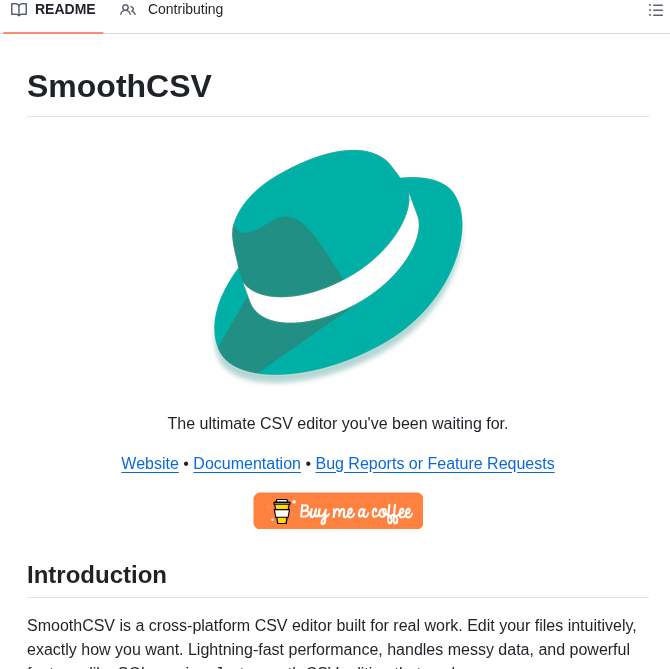 README
Contributing
SmoothCSV
The ultimate CSV editor you've been waiting for.
Website • Documentation • Bug Reports or Feature Requests
Buy me a coffee
Introduction
SmoothCSV is a cross-platform CSV editor built for real work. Edit your files intuitively,
exactly how you want. Lightning-fast performance, handles messy data, and powerful